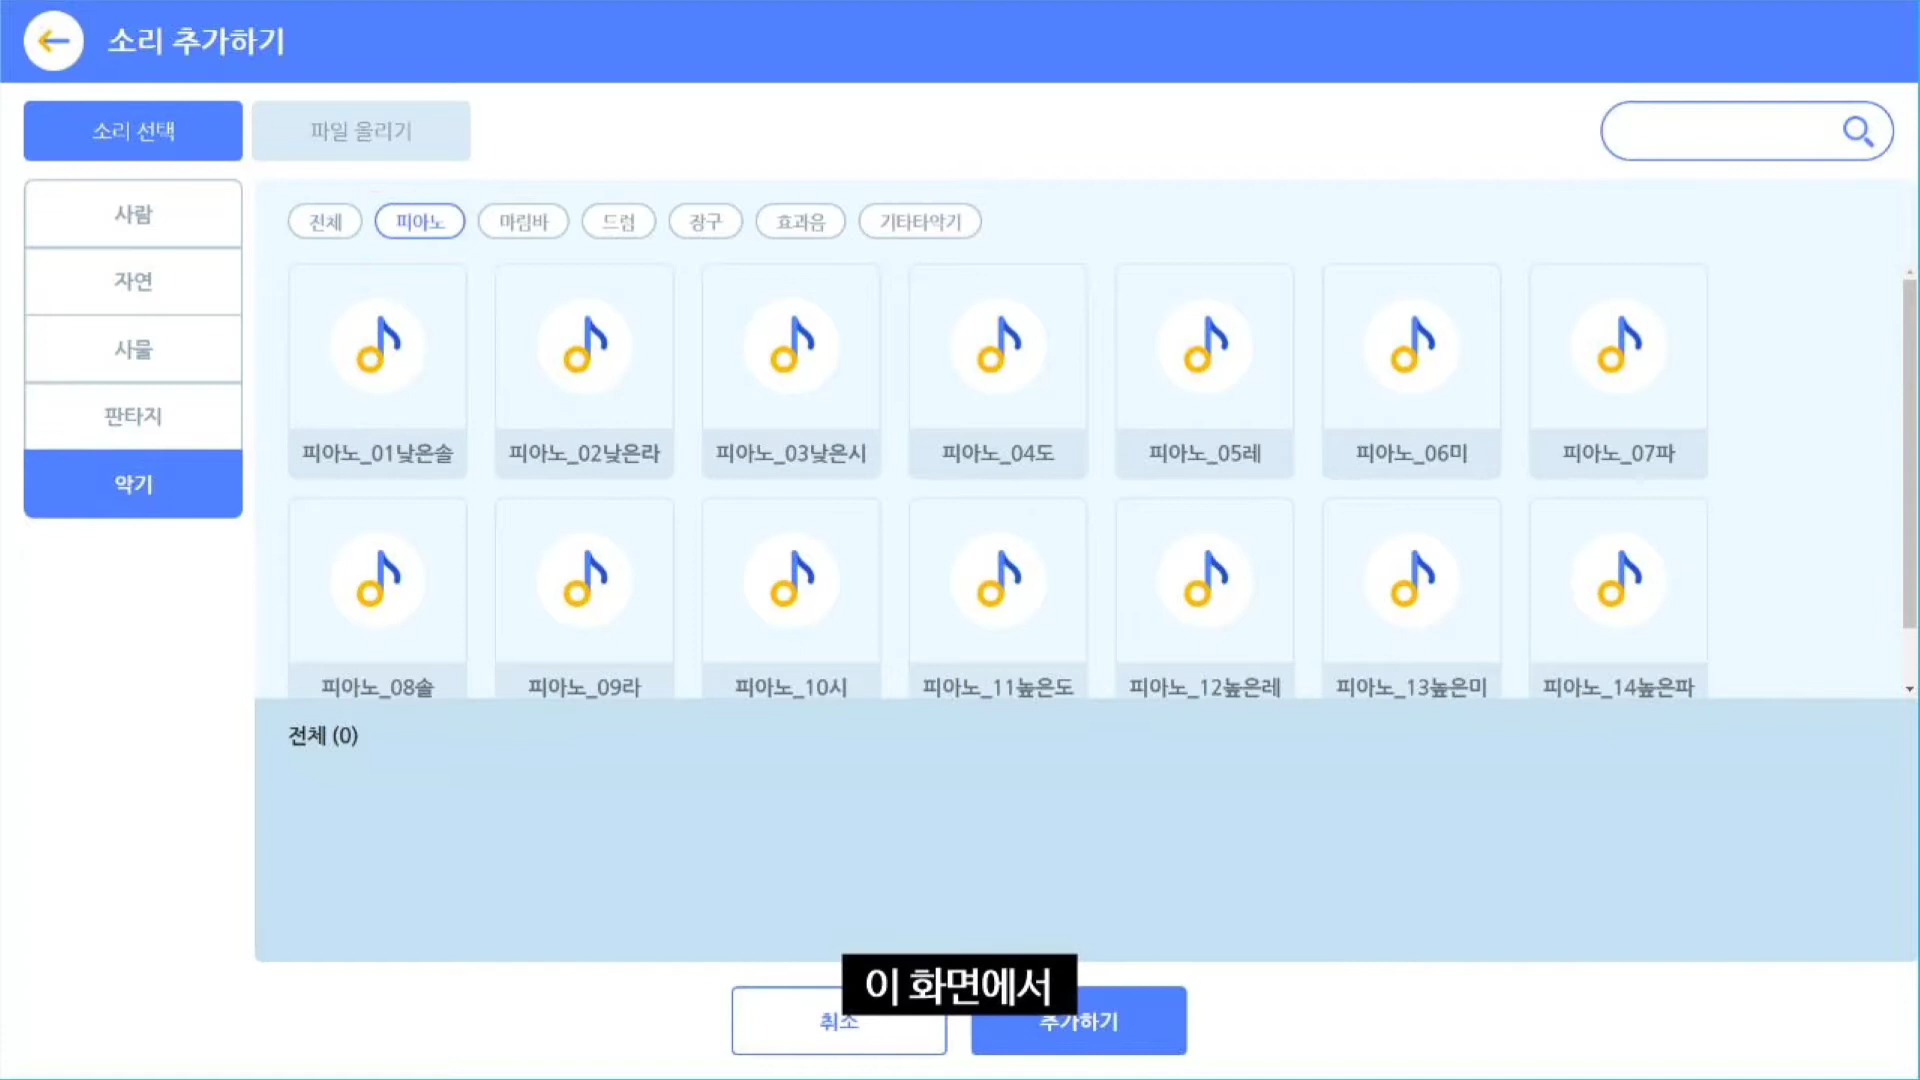 소리 추가하기
소리 선택
파일 올리기
사람
자연
사물
판타지
악기
전체
피아노
마림바
드럼
장구
효과음
기타타악기
피아노_01낮은솔
피아노_02낮은라
피아노_03낮은시
피아노_04도
피아노_05레
피아노_06미
피아노_07파
피아노_08솔
피아노_09라
피아노_10시
피아노_11높은도
피아노_12높은레
피아노_13높은미
피아노_14높은파
전체 (0)
이 화면에서
취소
추가하기